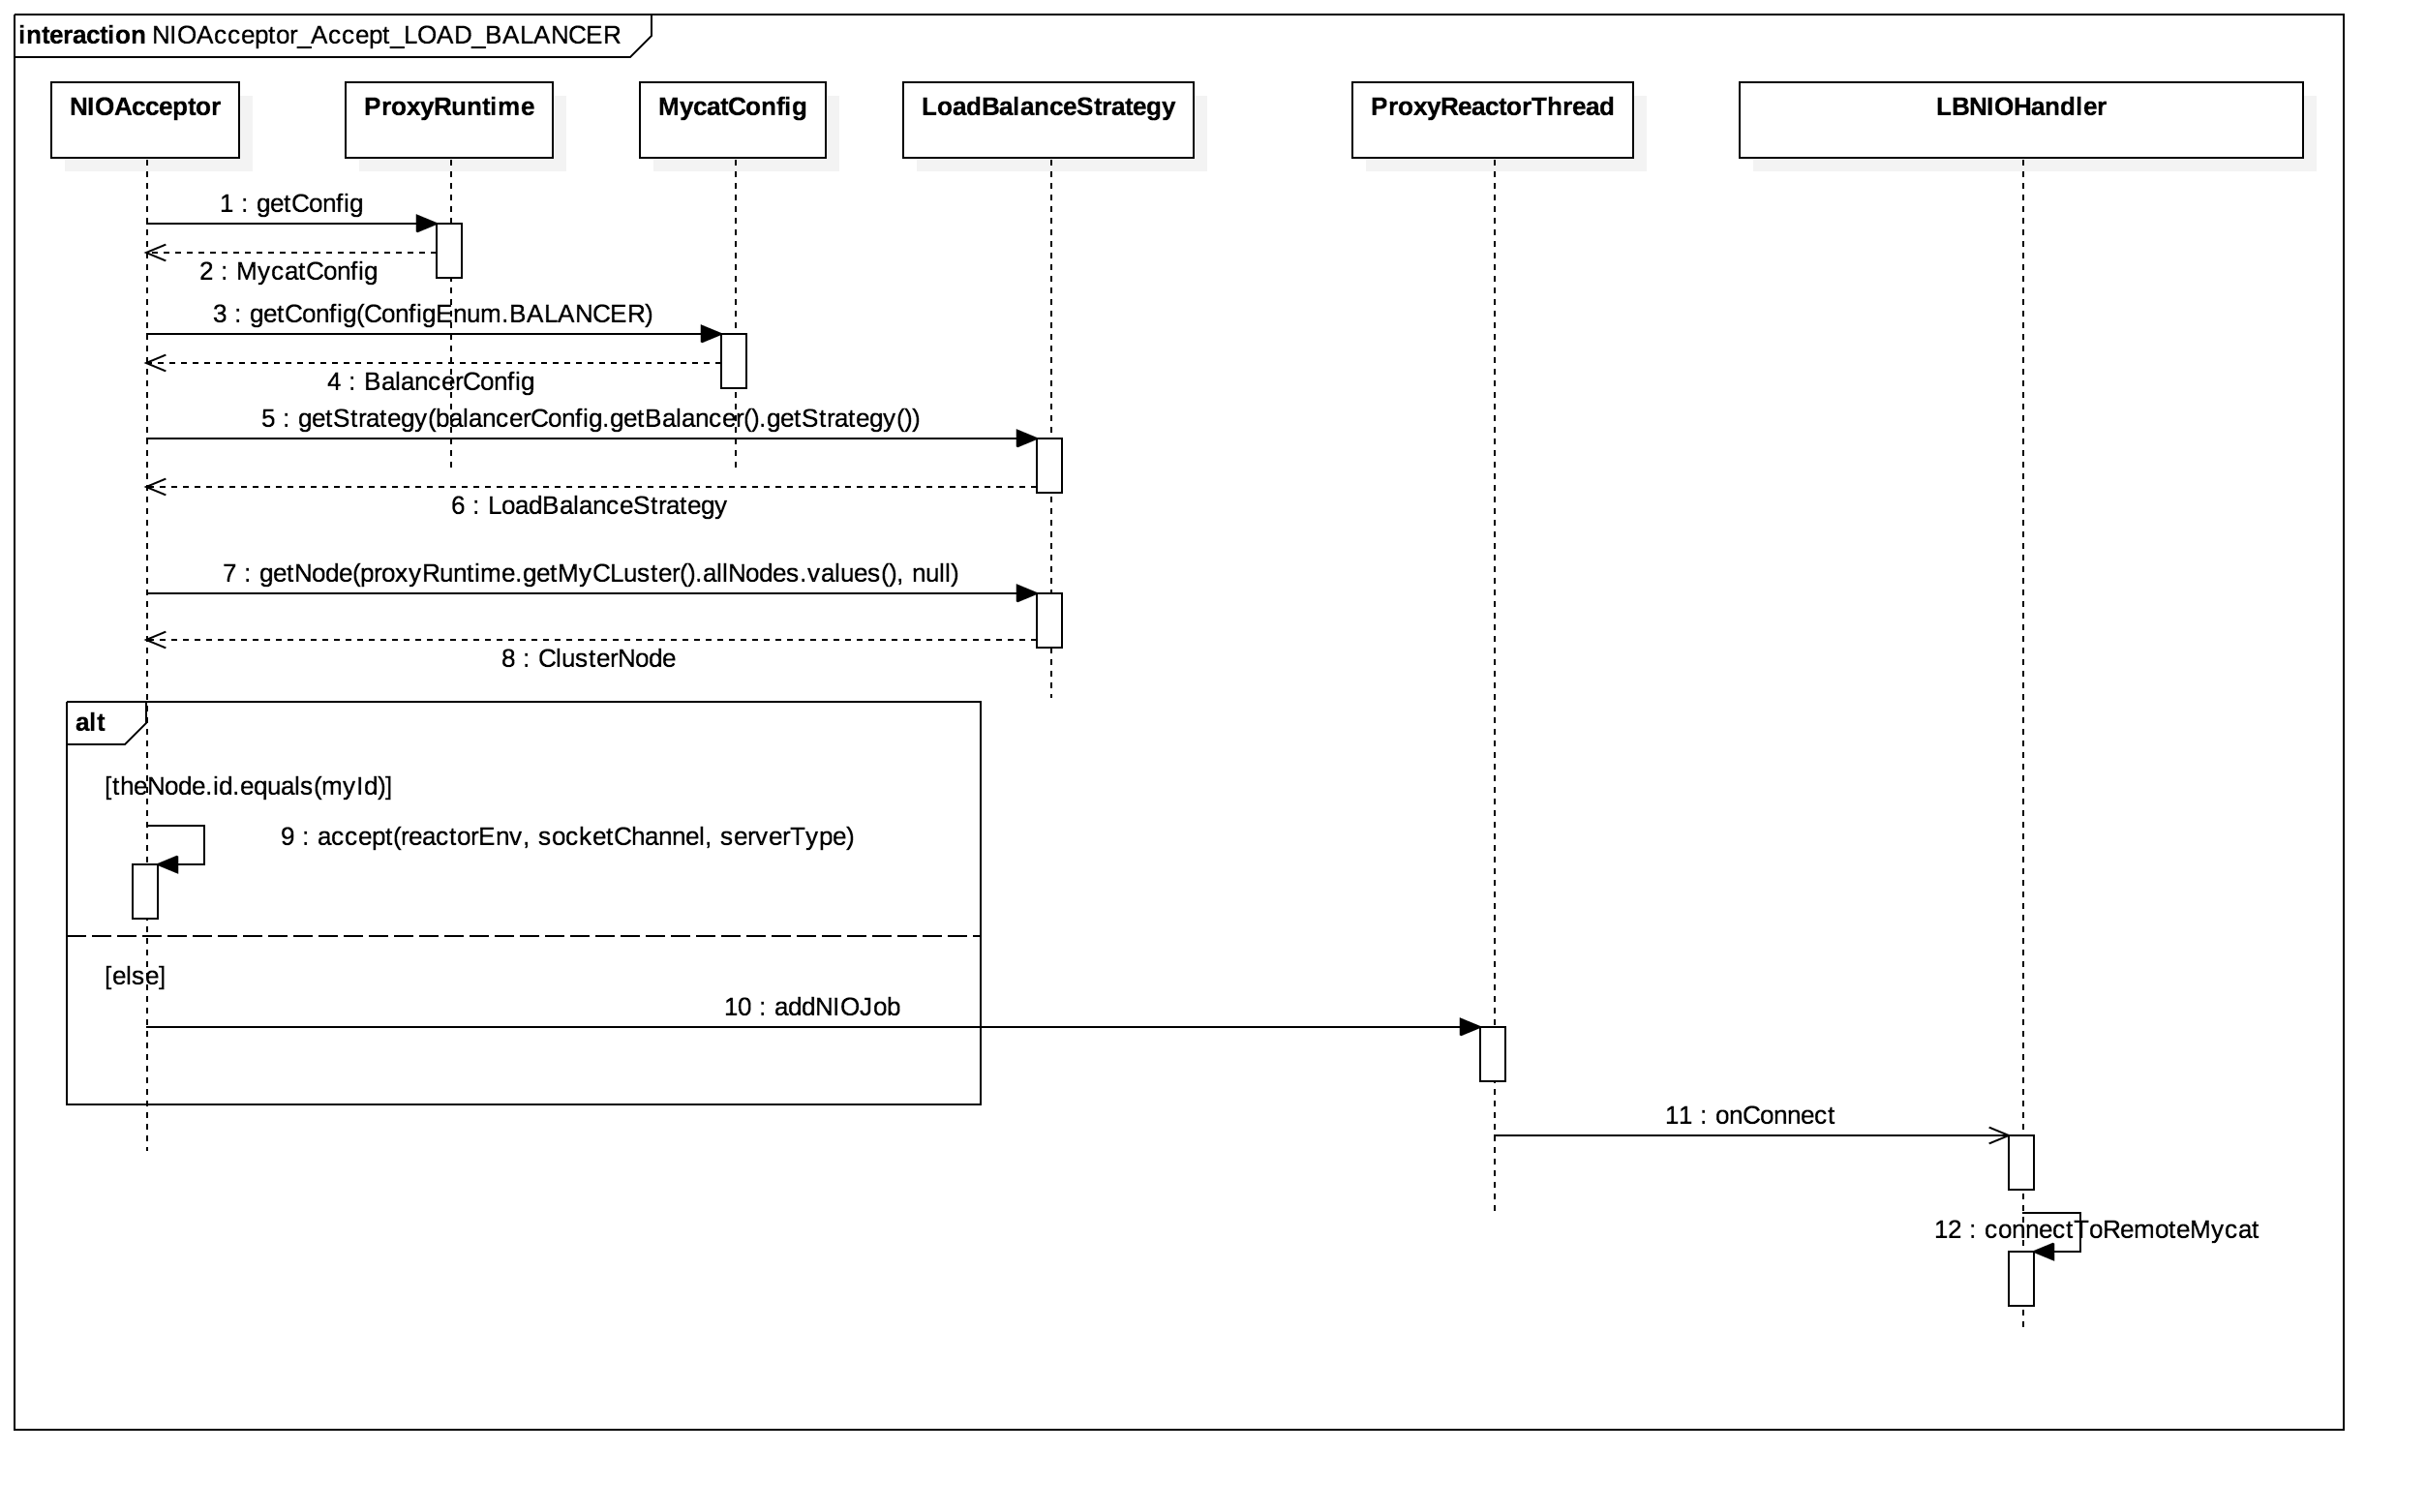 interaction NIOAcceptor_Accept_LOAD_BALANCER
NIOAcceptor
ProxyRuntime
MycatConfig
LoadBalanceStrategy
ProxyReactorThread
LBNIOHandler
1 : getConfig
2 : MycatConfig
3 : getConfig(ConfigEnum.BALANCER)
4 : BalancerConfig
5 : getStrategy(balancerConfig.getBalancer().getStrategy())
6 : LoadBalanceStrategy
7 : getNode(proxyRuntime.getMyCLuster().allNodes.values(), null)
8 : ClusterNode
alt
[theNode.id.equals(myId)]
9 : accept(reactorEnv, socketChannel, serverType)
[else]
10 : addNIOJob
11 : onConnect
12 : connectToRemoteMycat